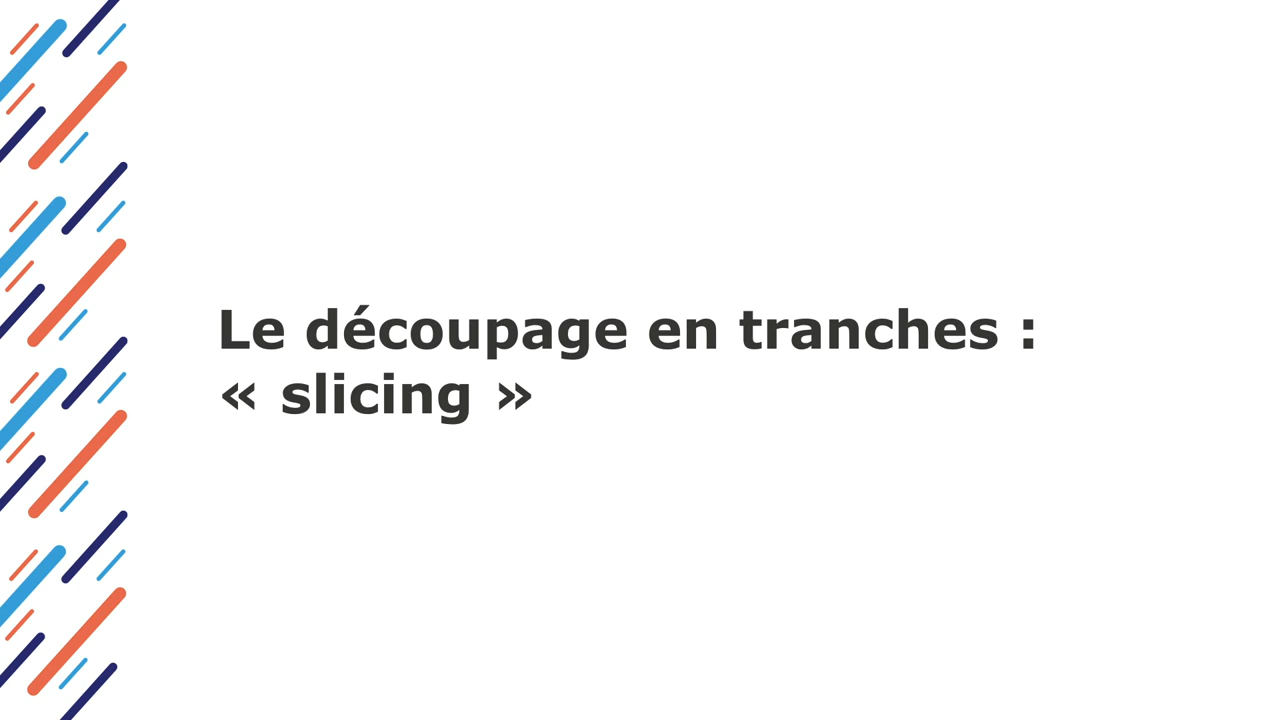 Le découpage en tranches :
« slicing »